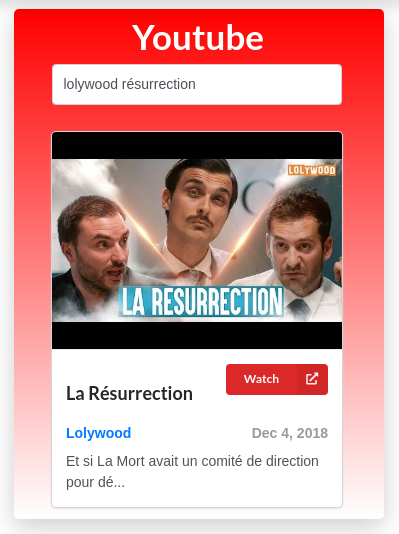 Youtube
lolywood résurrection
LOLYWOOD
LA RESURRECTION
Watch
La Résurrection
Lolywood Dec 4, 2018
Et si La Mort avait un comité de direction
pour dé...